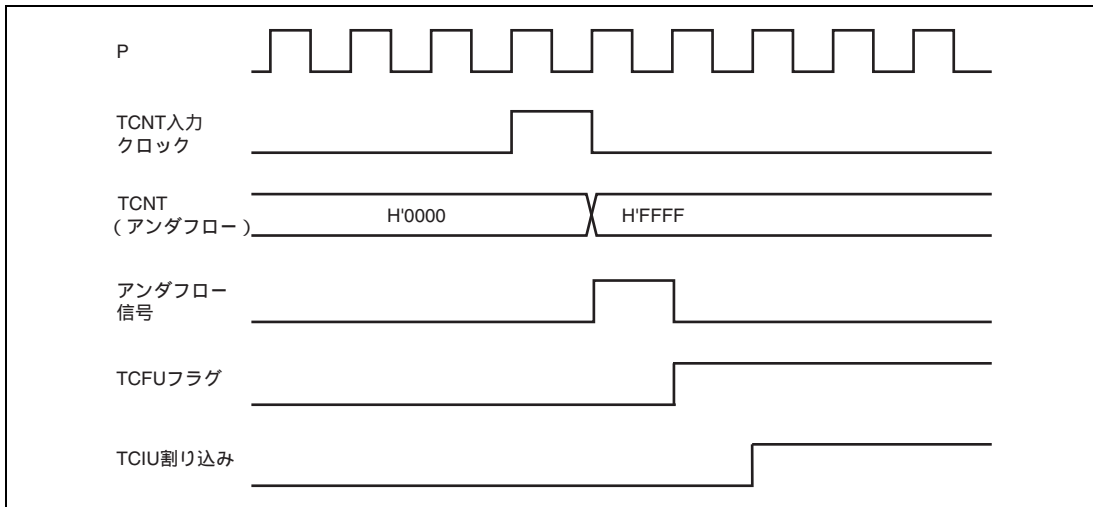 P
TCNT入力
クロック
TCNT
(アンダフロー)
H'0000
H'FFFF
アンダフロー
信号
TCFUフラグ
TCIU割り込み